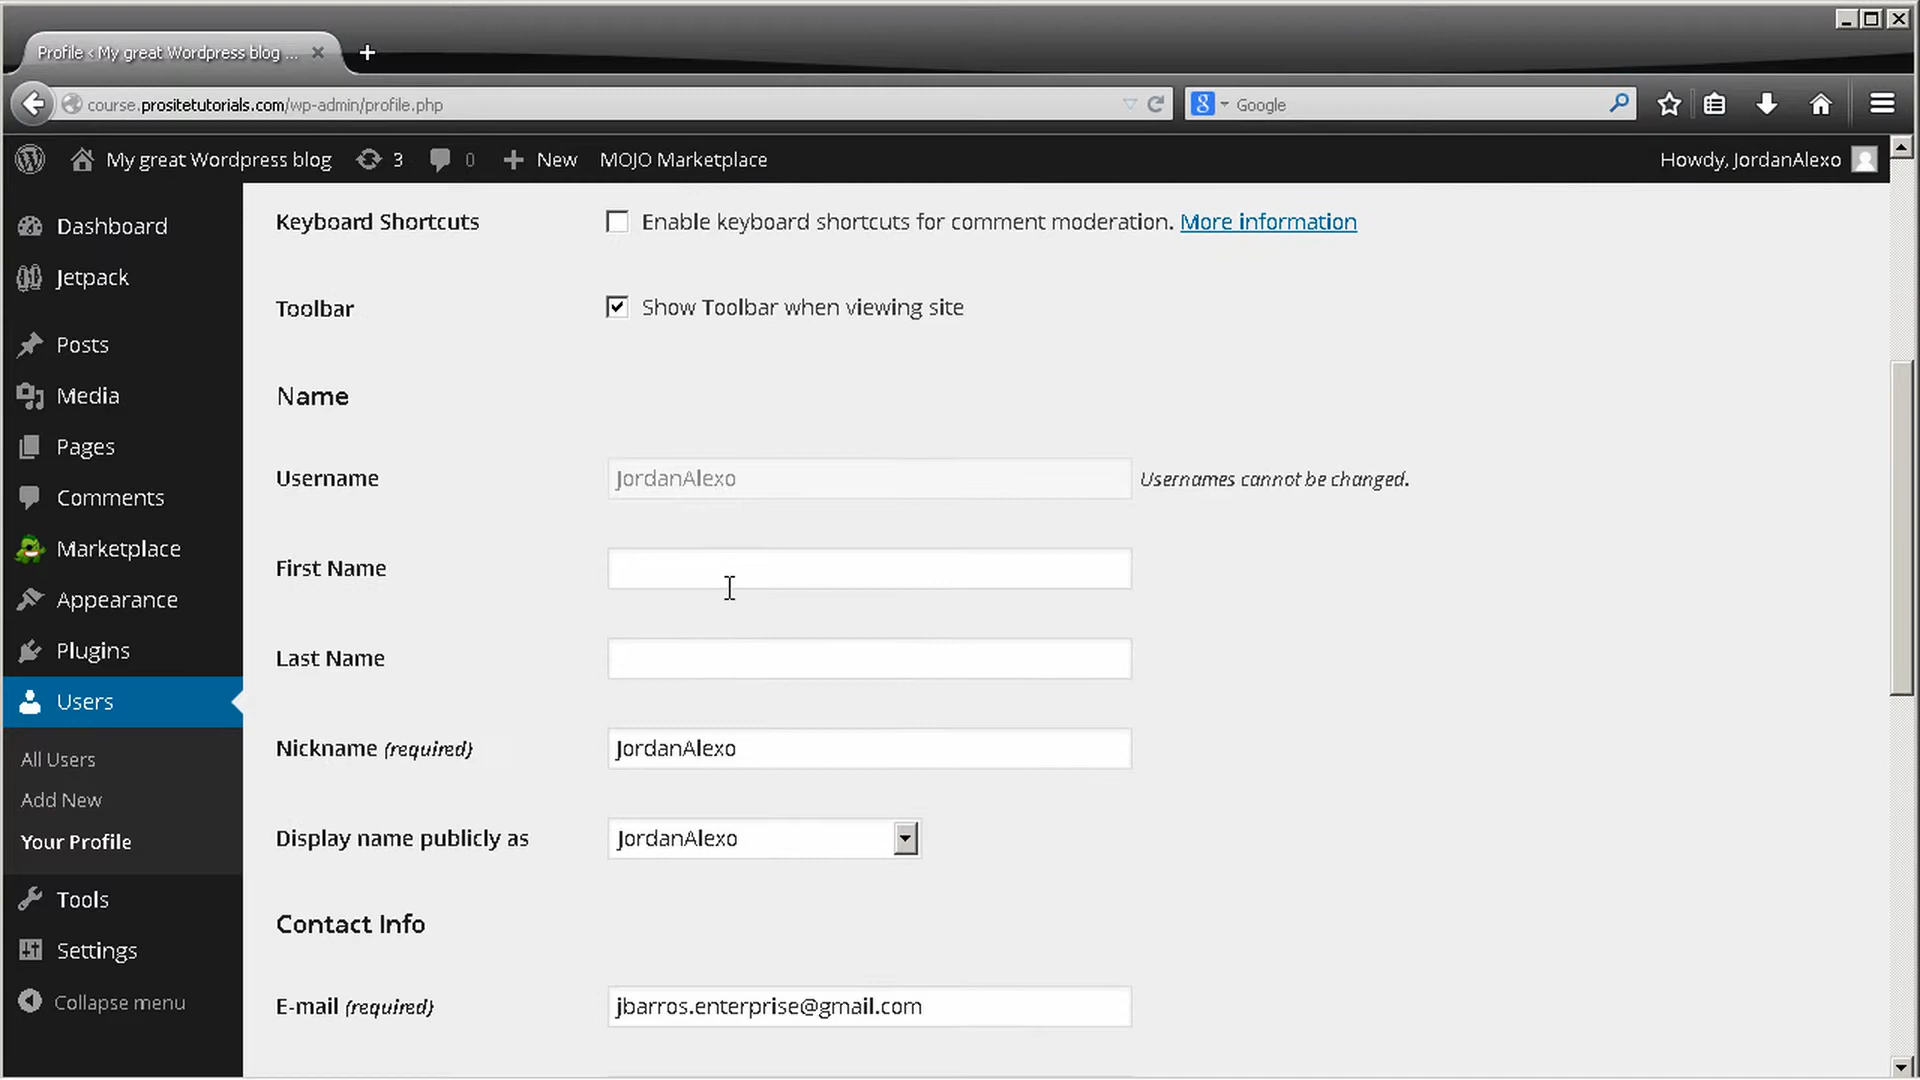 Profile < My great Wordpress blog ...
course.prositetutorials.com/wp-admin/profile.php
Google
My great Wordpress blog 3 0 New MOJO Marketplace Howdy, JordanAlexo
Dashboard
Jetpack
Posts
Media
Pages
Comments
Marketplace
Appearance
Plugins
Users
All Users
Add New
Your Profile
Tools
Settings
Collapse menu
Keyboard Shortcuts Enable keyboard shortcuts for comment moderation. More information
Toolbar Show Toolbar when viewing site
Name
Username JordanAlexo Usernames cannot be changed.
First Name
Last Name
Nickname (required) JordanAlexo
Display name publicly as JordanAlexo
Contact Info
E-mail (required) jbarros.enterprise@gmail.com